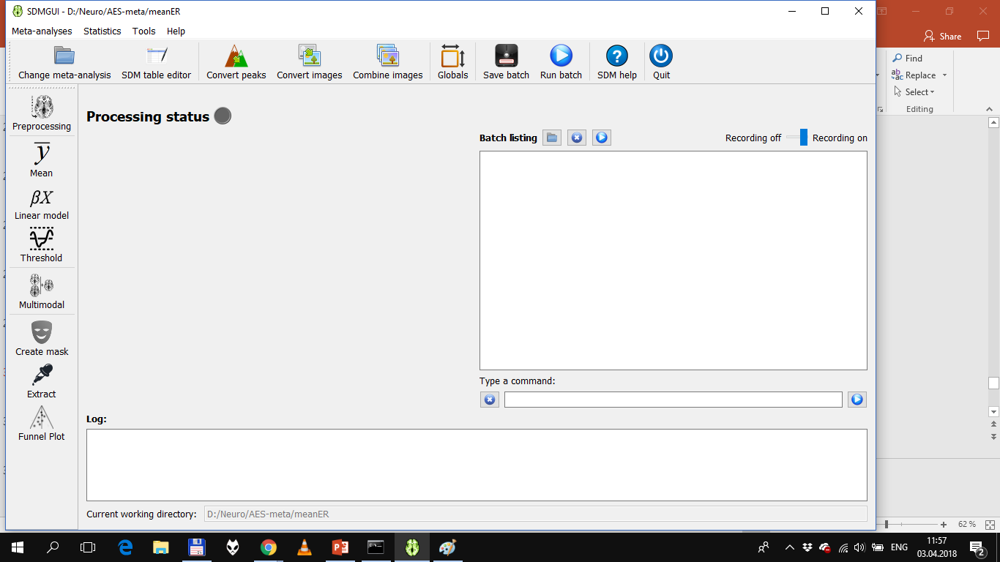 SDMGUI - D:/Neuro/AES-meta/meanER
Meta-analyses Statistics Tools Help
Share
Change meta-analysis SDM table editor Convert peaks Convert images Combine images Globals Save batch Run batch SDM help Quit
Find
Replace
Select
Editing
Preprocessing
Mean
βX
Linear model
Threshold
Multimodal
Create mask
Extract
Funnel Plot
Processing status
Batch listing Recording off Recording on
Type a command:
Log:
Current working directory: D:/Neuro/AES-meta/meanER
62 %
ENG
11:57
03.04.2018
2